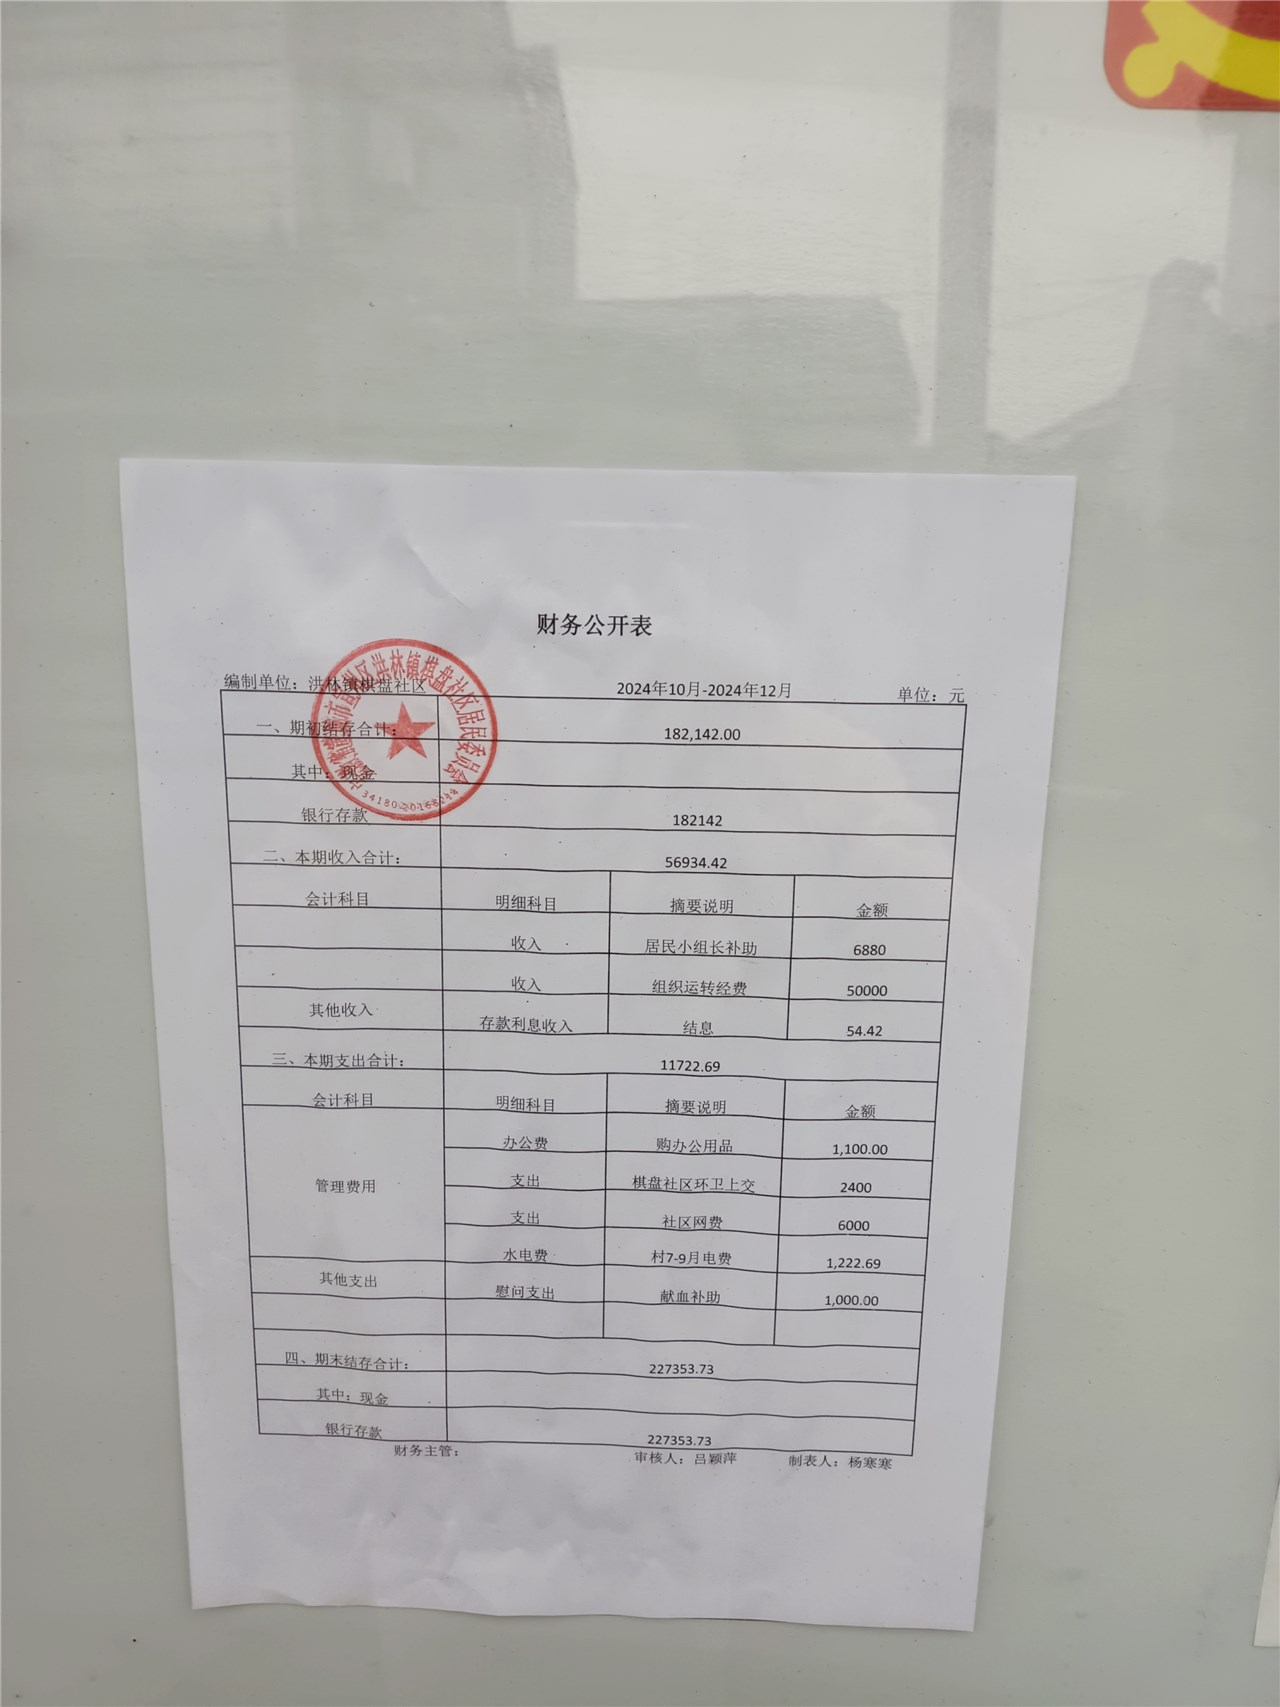 财务公开表
编制单位：洪林镇棋盘社区 2024年10月-2024年12月 单位：元
一、期初结存合计： 182,142.00
其中：现金
银行存款 182142
二、本期收入合计： 56934.42
会计科目 明细科目 摘要说明 金额
收入 居民小组长补助 6880
收入 组织运转经费 50000
其他收入 存款利息收入 结息 54.42
三、本期支出合计： 11722.69
会计科目 明细科目 摘要说明 金额
管理费用 办公费 购办公用品 1,100.00
支出 棋盘社区环卫上交 2400
支出 社区网费 6000
水电费 村7-9月电费 1,222.69
其他支出 慰问支出 献血补助 1,000.00
四、期末结存合计： 227353.73
其中：现金
银行存款 227353.73
财务主管： 审核人：吕颖萍 制表人：杨寒寒
洪林镇棋盘社区居民委员会